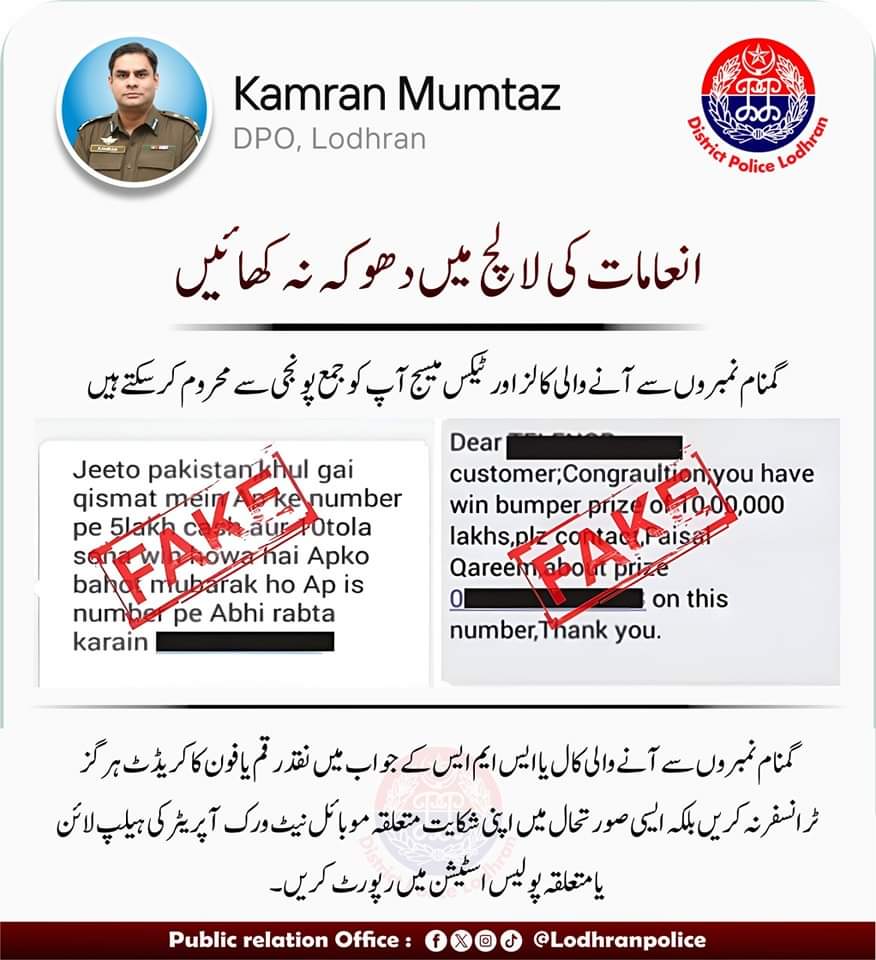 Kamran Mumtaz
DPO, Lodhran
District Police Lodhran
انعامات کی لالچ میں دھوکہ نہ کھائیں
گمنام نمبروں سے آنے والی کالز اور ٹیکس میسج آپ کو جمع پونجی سے محروم کر سکتے ہیں
Jeeto pakistan,khul gai
qismat mein Ap ke number
pe 5lakh cash aur 10tola
sona win howa hai Apko
bahot mubarak ho Ap is
number pe Abhi rabta
karain
FAKE
Dear
customer;Congraultion,you have
win bumper prize of 10,00,000
lakhs,plz contact,Faisal
Qareem,about prize
0 on this
number,Thank you.
FAKE
گمنام نمبروں سے آنے والی کال یا ایس ایم ایس کے جواب میں نقد رقم یا فون کا کریڈٹ ہرگز
ٹرانسفر نہ کریں بلکہ ایسی صورتحال میں اپنی شکایت متعلقہ موبائل نیٹ ورک آپریٹر کی ہیلپ لائن
یا متعلقہ پولیس اسٹیشن میں رپورٹ کریں۔
District Police Lodhran
Public relation Office : @Lodhranpolice